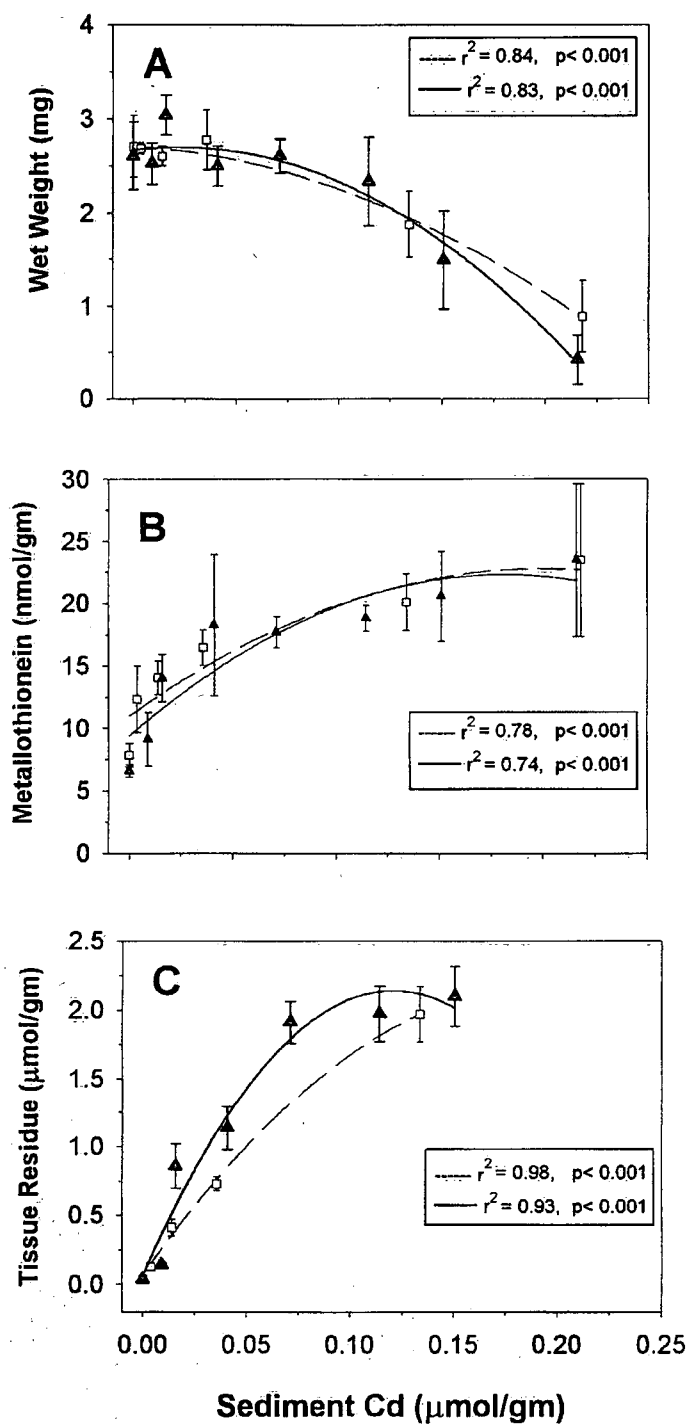 A
Wet Weight (mg)
4
3
2
1
0
r² = 0.84, p< 0.001
r² = 0.83, p< 0.001
B
Metallothionein (nmol/gm)
30
25
20
15
10
5
0
r² = 0.78, p< 0.001
r² = 0.74, p< 0.001
C
Tissue Residue (μmol/gm)
2.5
2.0
1.5
1.0
0.5
0.0
r² = 0.98, p< 0.001
r² = 0.93, p< 0.001
0.00 0.05 0.10 0.15 0.20 0.25
Sediment Cd (μmol/gm)